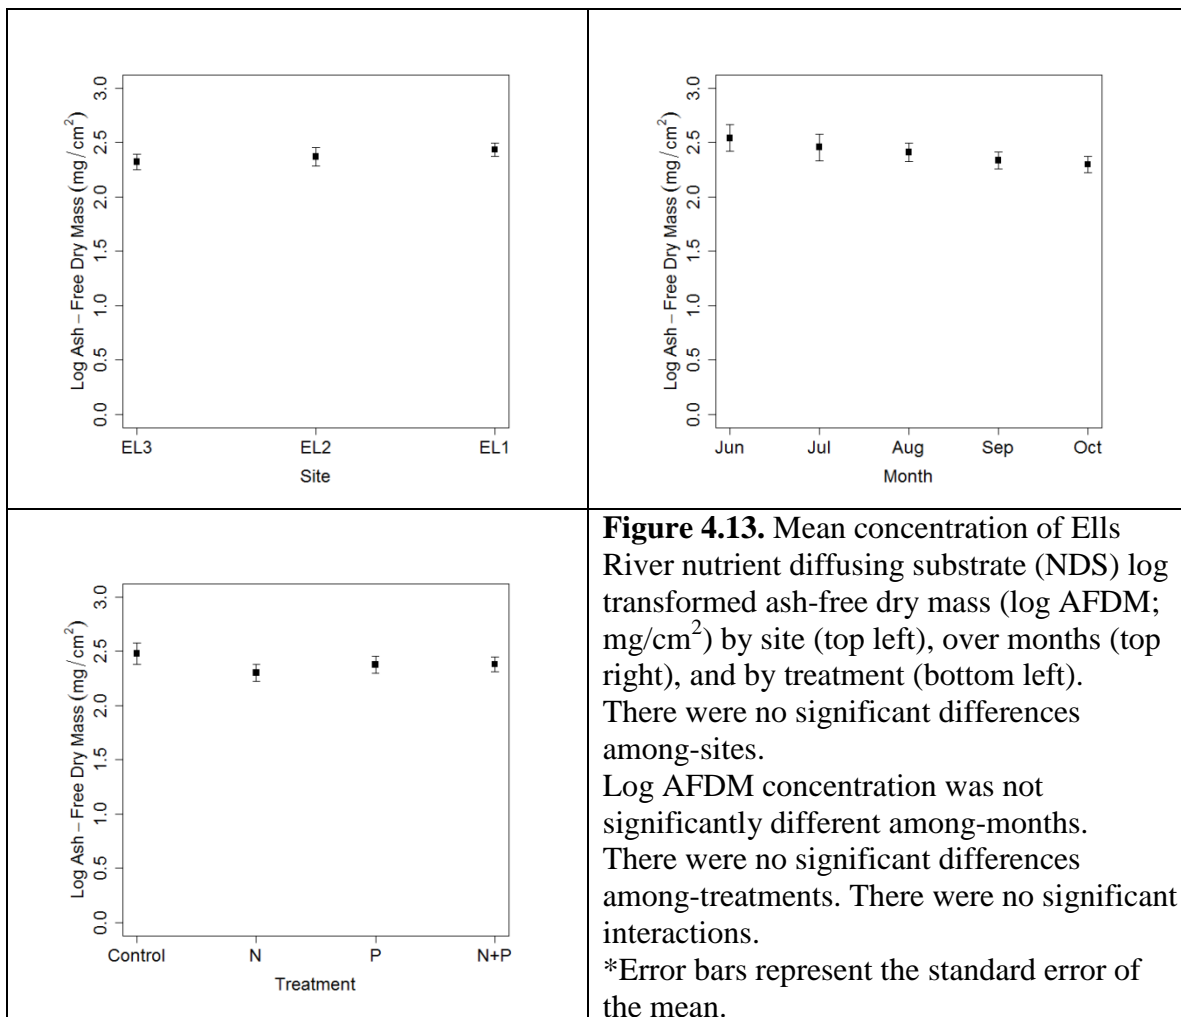 3.0
2.5
2.0
1.5
1.0
0.5
0.0
Log Ash – Free Dry Mass (mg/cm²)
EL3 EL2 EL1
Site
3.0
2.5
2.0
1.5
1.0
0.5
0.0
Log Ash – Free Dry Mass (mg/cm²)
Jun Jul Aug Sep Oct
Month
3.0
2.5
2.0
1.5
1.0
0.5
0.0
Log Ash – Free Dry Mass (mg/cm²)
Control N P N+P
Treatment
Figure 4.13. Mean concentration of Ells
River nutrient diffusing substrate (NDS) log
transformed ash-free dry mass (log AFDM;
mg/cm²) by site (top left), over months (top
right), and by treatment (bottom left).
There were no significant differences
among-sites.
Log AFDM concentration was not
significantly different among-months.
There were no significant differences
among-treatments. There were no significant
interactions.
*Error bars represent the standard error of
the mean.